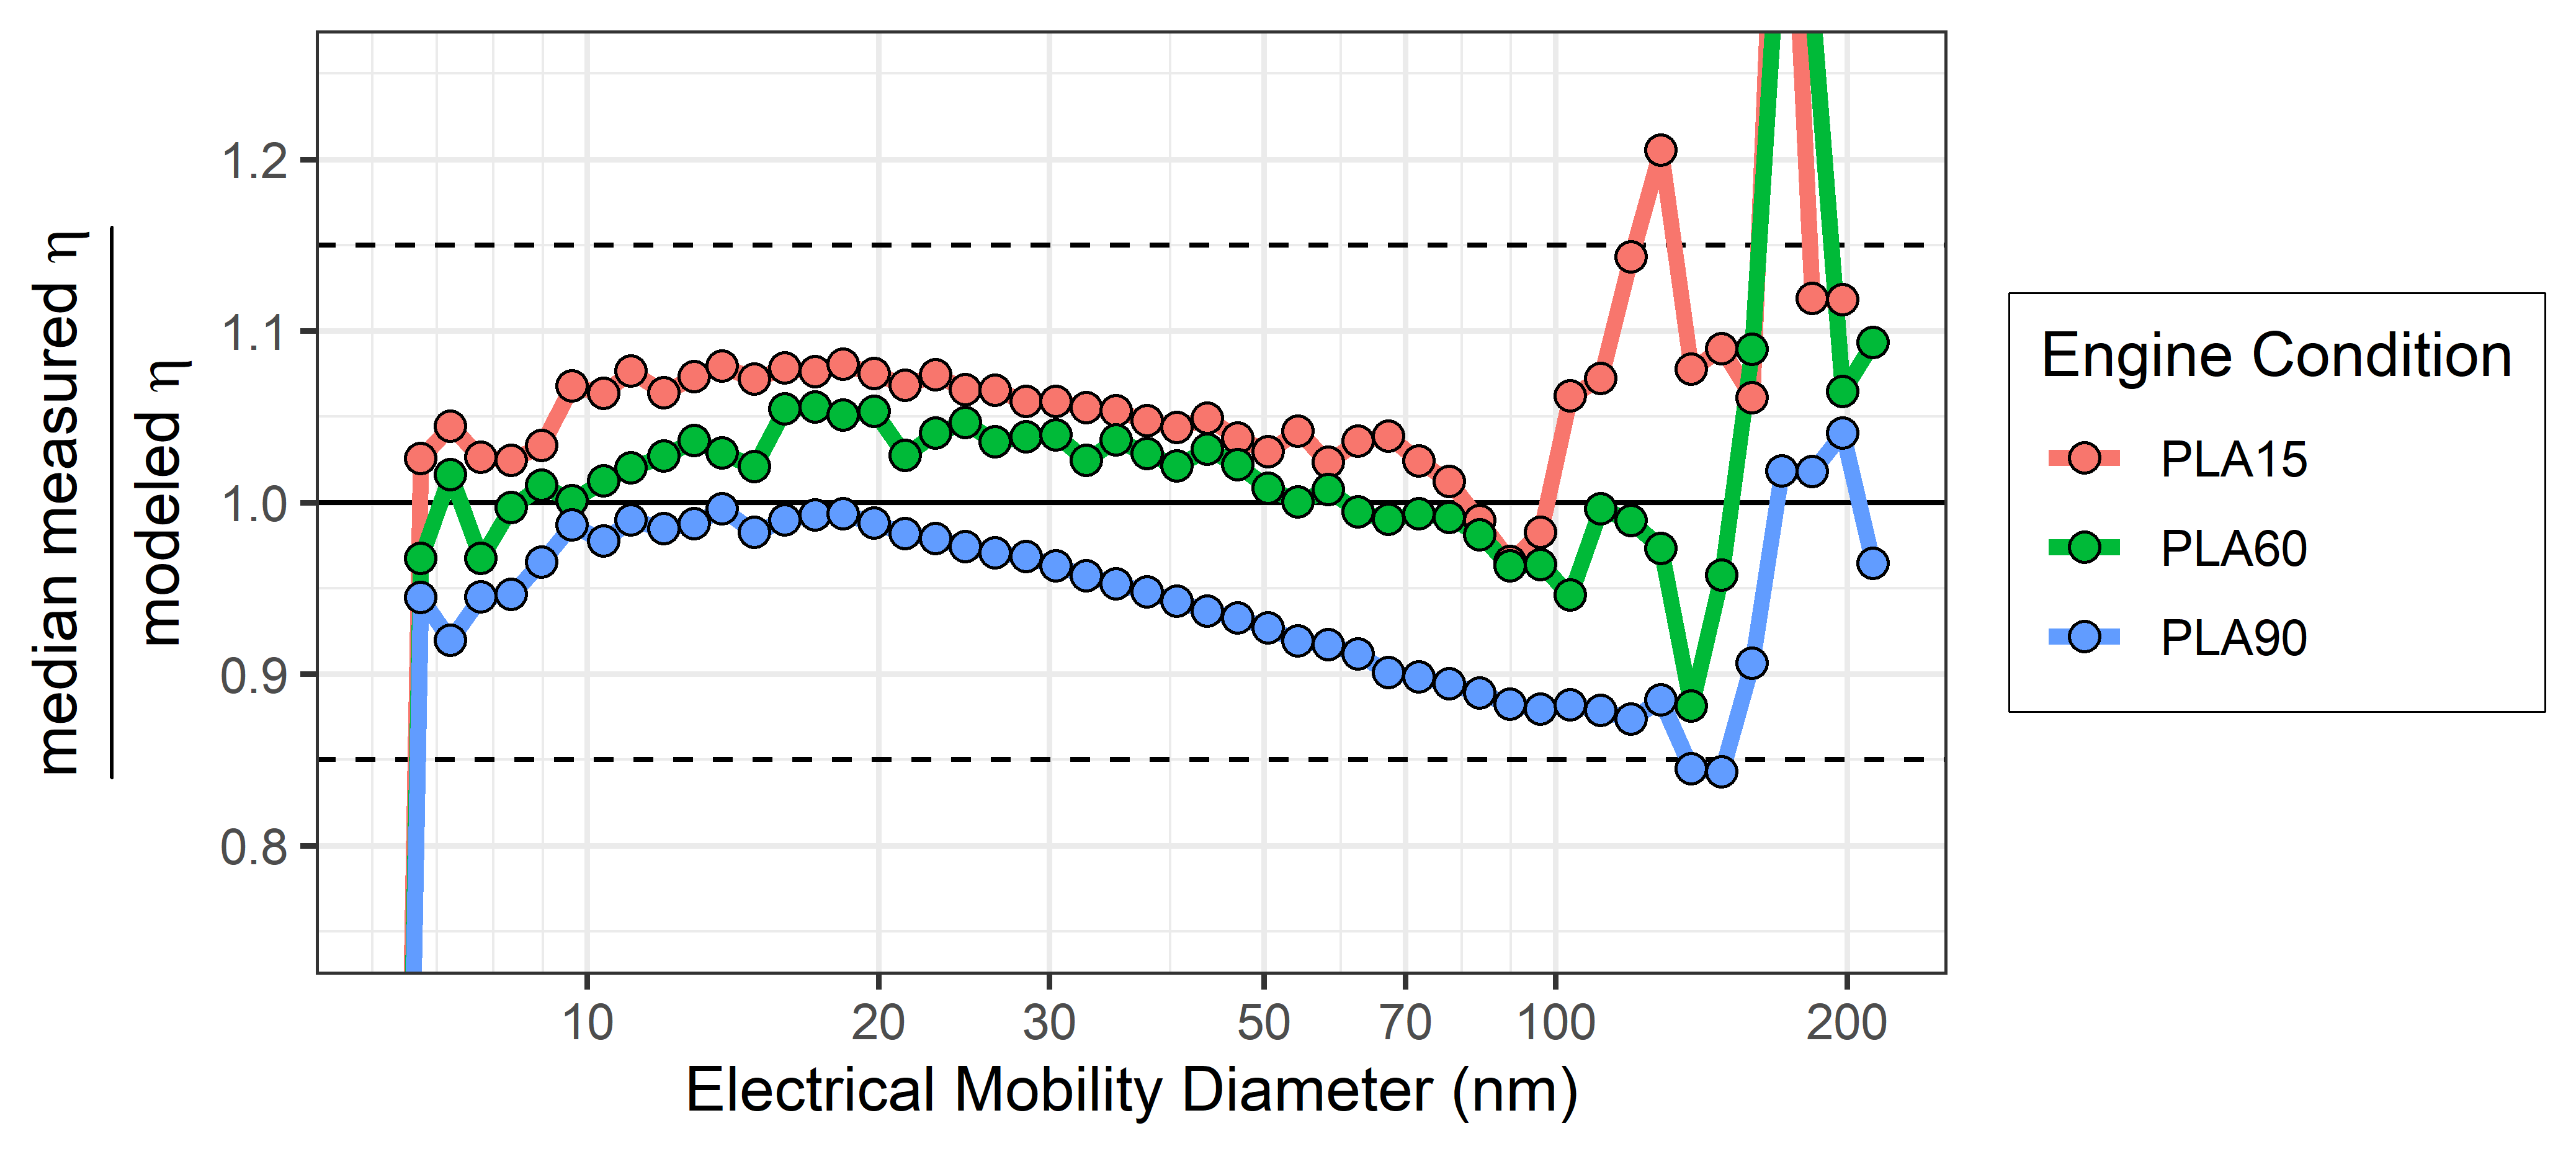 median measured η
modeled η
1.2
1.1
1.0
0.9
0.8
10 20 30 50 70 100 200
Electrical Mobility Diameter (nm)
Engine Condition
PLA15
PLA60
PLA90